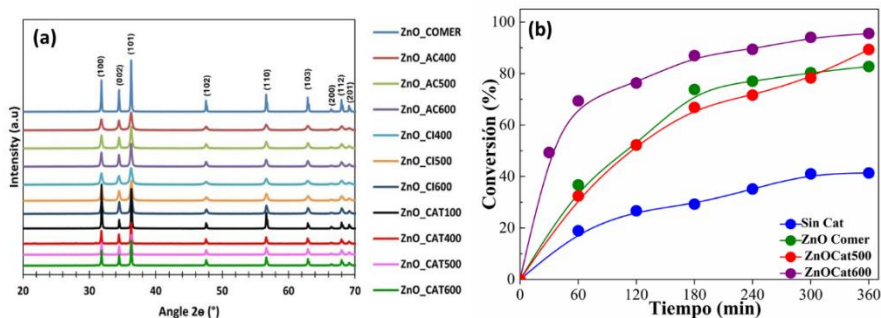 (a)
(100)
(002)
(101)
(102)
(110)
(103)
(200)
(112)
(201)
Intensity (a.u)
20 30 40 50 60 70
Angle 2ɵ (°)
ZnO_COMER
ZnO_AC400
ZnO_AC500
ZnO_AC600
ZnO_CI400
ZnO_CI500
ZnO_CI600
ZnO_CAT100
ZnO_CAT400
ZnO_CAT500
ZnO_CAT600
(b)
Conversión (%)
100
80
60
40
20
0
0 60 120 180 240 300 360
Tiempo (min)
Sin Cat
ZnO Comer
ZnOCat500
ZnOCat600